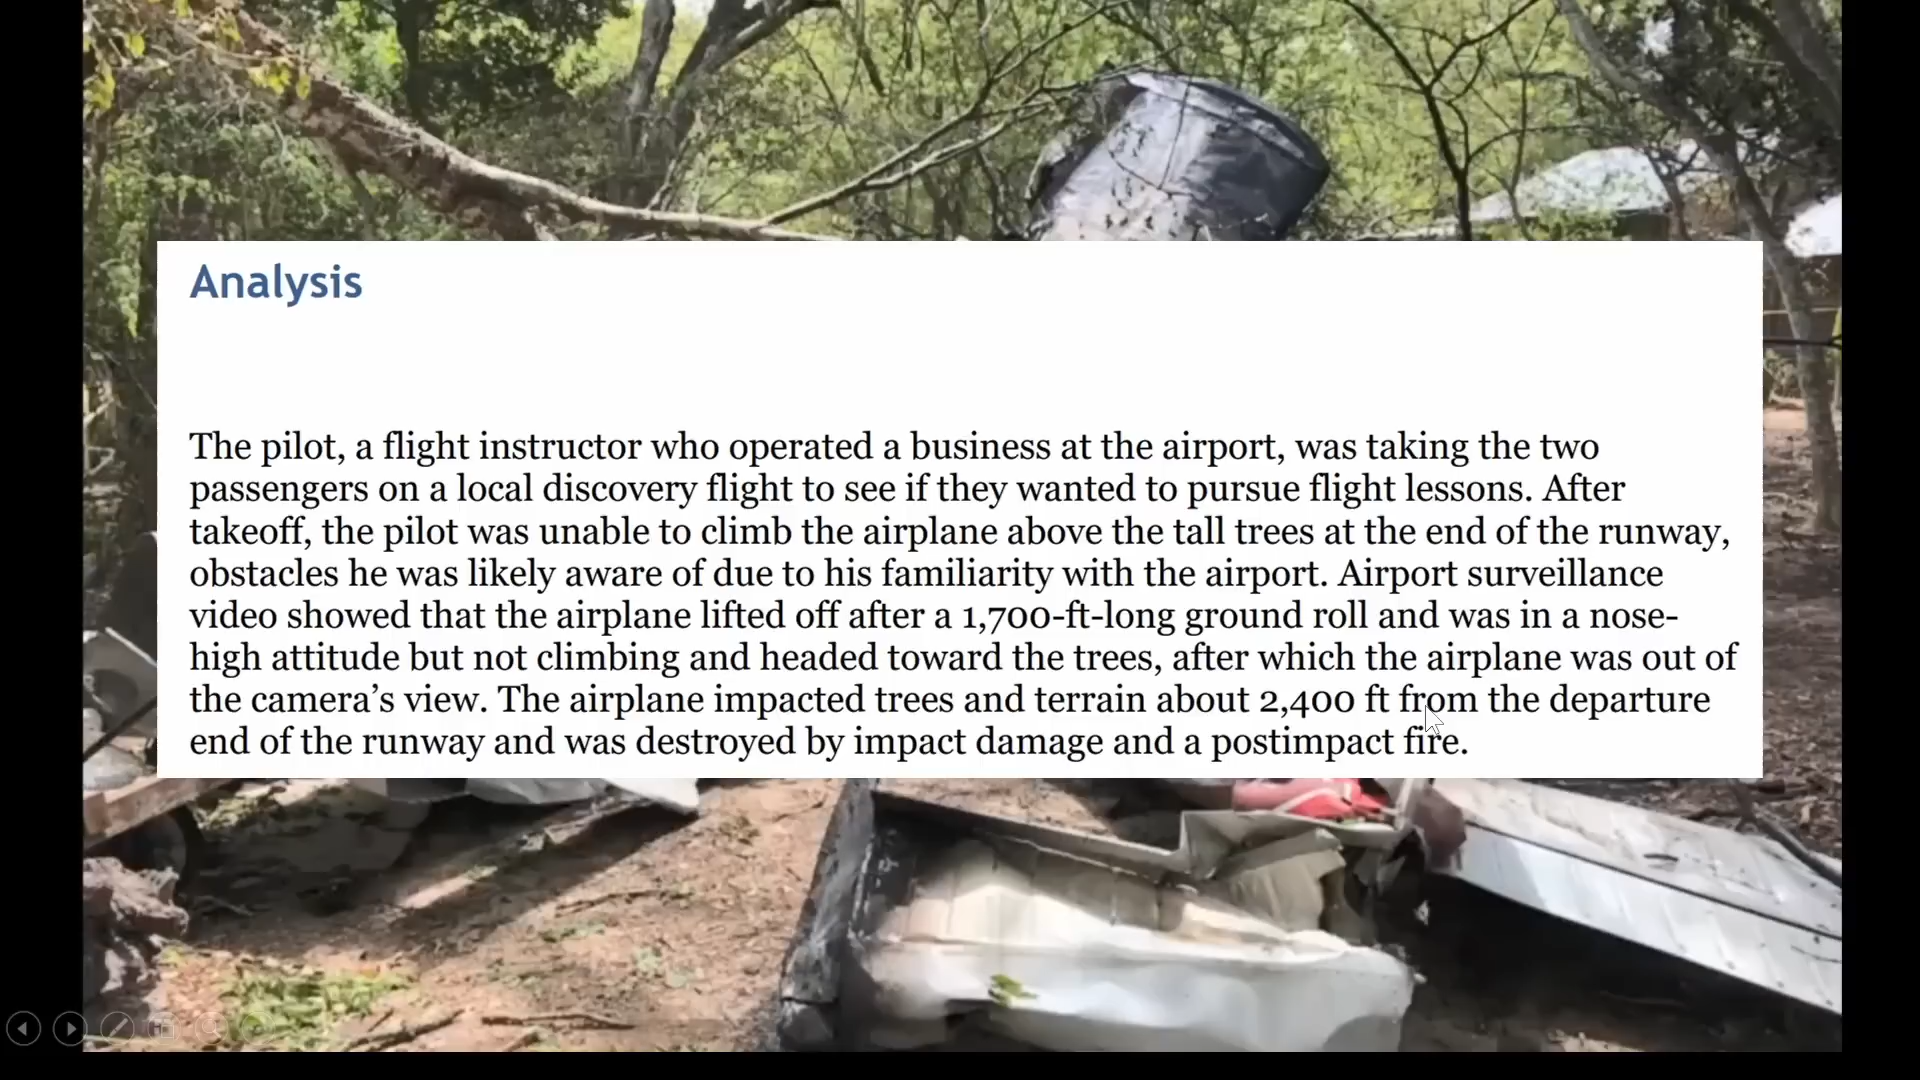 Analysis
The pilot, a flight instructor who operated a business at the airport, was taking the two
passengers on a local discovery flight to see if they wanted to pursue flight lessons. After
takeoff, the pilot was unable to climb the airplane above the tall trees at the end of the runway,
obstacles he was likely aware of due to his familiarity with the airport. Airport surveillance
video showed that the airplane lifted off after a 1,700-ft-long ground roll and was in a nose-
high attitude but not climbing and headed toward the trees, after which the airplane was out of
the camera’s view. The airplane impacted trees and terrain about 2,400 ft from the departure
end of the runway and was destroyed by impact damage and a postimpact fire.